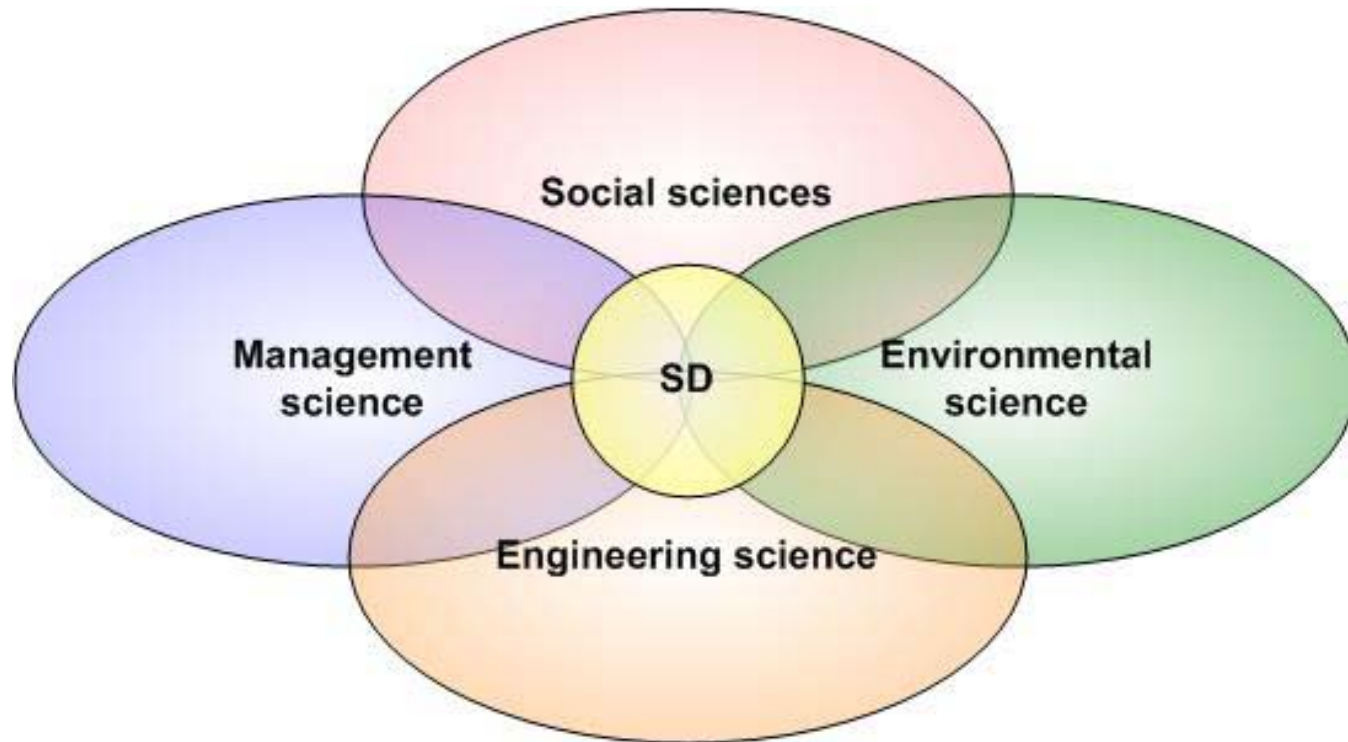 Social sciences
Management
science
SD
Environmental
science
Engineering science